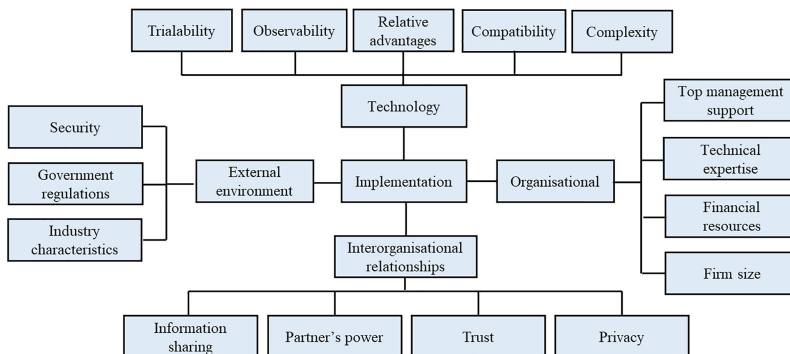 Trialability
Observability
Relative
advantages
Compatibility
Complexity
Technology
Top management
support
Security
Technical
expertise
Government
regulations
External
environment
Implementation
Organisational
Financial
resources
Industry
characteristics
Interorganisational
relationships
Firm size
Information
sharing
Partner’s power
Trust
Privacy